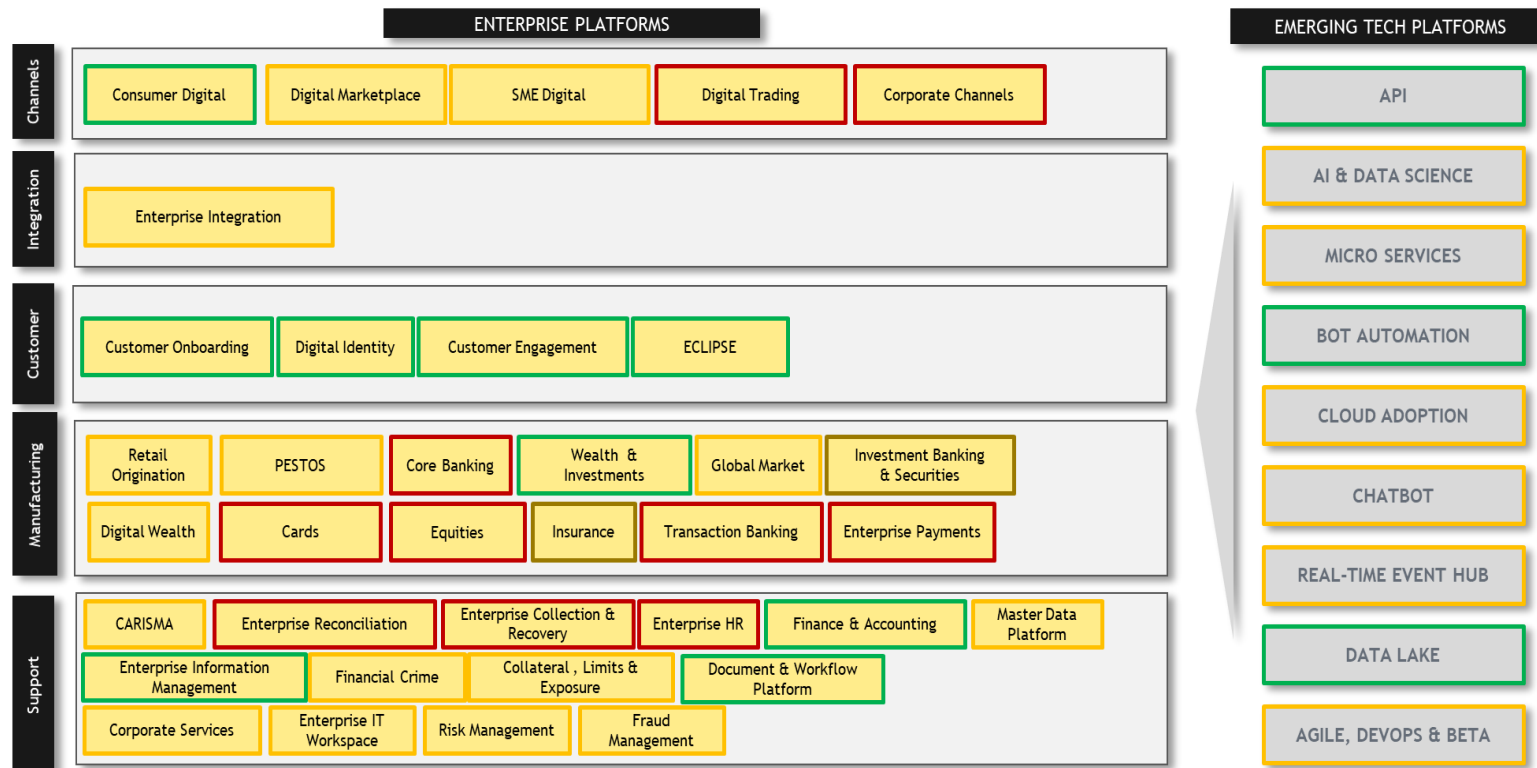 ENTERPRISE PLATFORMS
EMERGING TECH PLATFORMS
Channels
Consumer Digital
Digital Marketplace
SME Digital
Digital Trading
Corporate Channels
Integration
Enterprise Integration
Customer
Customer Onboarding
Digital Identity
Customer Engagement
ECLIPSE
Manufacturing
Retail
Origination
PESTOS
Core Banking
Wealth &
Investments
Global Market
Investment Banking
& Securities
Digital Wealth
Cards
Equities
Insurance
Transaction Banking
Enterprise Payments
Support
CARISMA
Enterprise Reconciliation
Enterprise Collection &
Recovery
Enterprise HR
Finance & Accounting
Master Data
Platform
Enterprise Information
Management
Financial Crime
Collateral , Limits &
Exposure
Document & Workflow
Platform
Corporate Services
Enterprise IT
Workspace
Risk Management
Fraud
Management
API
AI & DATA SCIENCE
MICRO SERVICES
BOT AUTOMATION
CLOUD ADOPTION
CHATBOT
REAL-TIME EVENT HUB
DATA LAKE
AGILE, DEVOPS & BETA